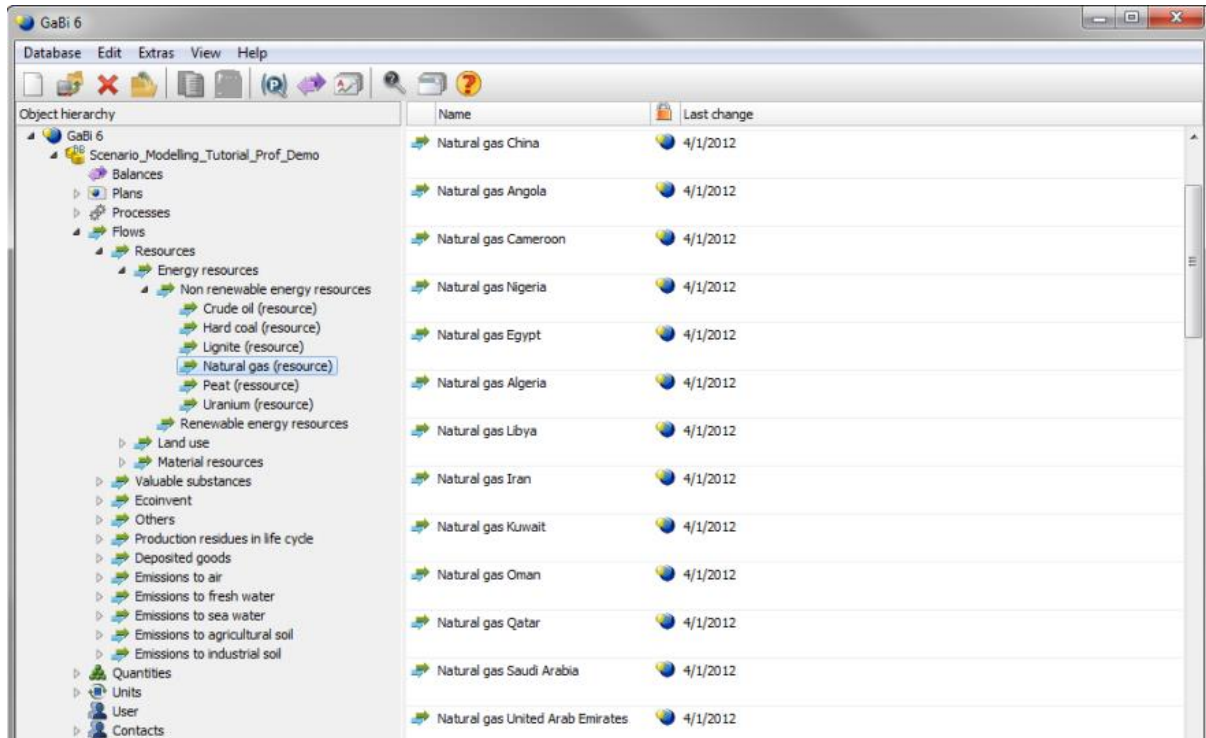 GaBi 6
Database Edit Extras View Help
Object hierarchy
GaBi 6
Scenario_Modelling_Tutorial_Prof_Demo
Balances
Plans
Processes
Flows
Resources
Energy resources
Non renewable energy resources
Crude oil (resource)
Hard coal (resource)
Lignite (resource)
Natural gas (resource)
Peat (ressource)
Uranium (resource)
Renewable energy resources
Land use
Material resources
Valuable substances
Ecoinvent
Others
Production residues in life cycle
Deposited goods
Emissions to air
Emissions to fresh water
Emissions to sea water
Emissions to agricultural soil
Emissions to industrial soil
Quantities
Units
User
Contacts
Name Last change
Natural gas China 4/1/2012
Natural gas Angola 4/1/2012
Natural gas Cameroon 4/1/2012
Natural gas Nigeria 4/1/2012
Natural gas Egypt 4/1/2012
Natural gas Algeria 4/1/2012
Natural gas Libya 4/1/2012
Natural gas Iran 4/1/2012
Natural gas Kuwait 4/1/2012
Natural gas Oman 4/1/2012
Natural gas Qatar 4/1/2012
Natural gas Saudi Arabia 4/1/2012
Natural gas United Arab Emirates 4/1/2012